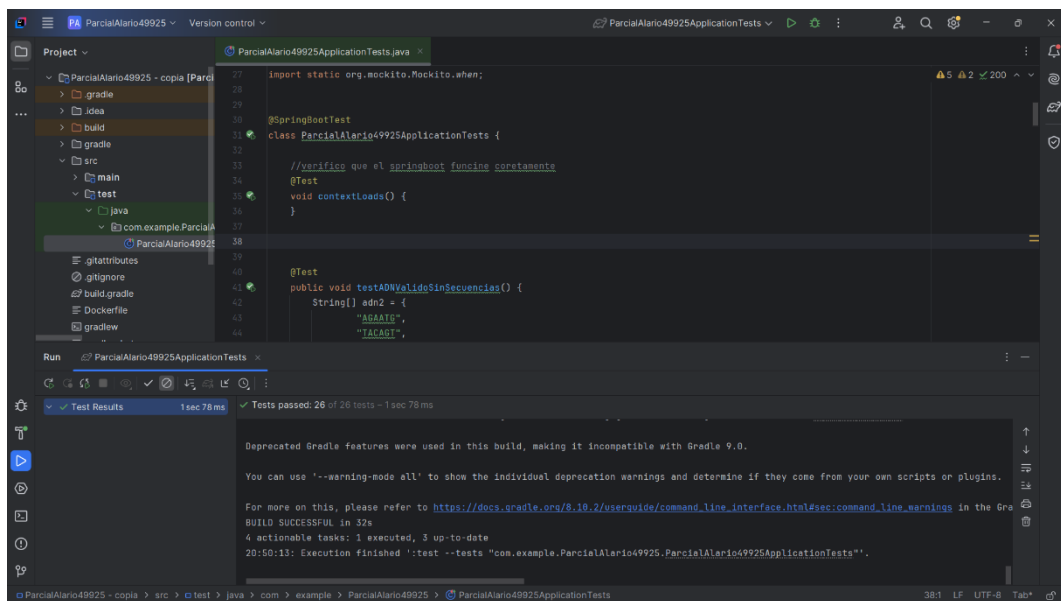 PA ParcialAlario49925 Version control ParcialAlario49925ApplicationTests
Project
ParcialAlario49925ApplicationTests.java
ParcialAlario49925 - copia [Parci
.gradle
.idea
build
gradle
src
main
test
java
com.example.ParcialA
ParcialAlario49925
.gitattributes
.gitignore
build.gradle
Dockerfile
gradlew
5 2 200
27 import static org.mockito.Mockito.when;
28
29
30 @SpringBootTest
31 class ParcialAlario49925ApplicationTests {
32
33 //verifico que el springboot funcine coretamente
34 @Test
35 void contextLoads() {
36 }
37
38
39
40 @Test
41 public void testADNValidoSinSecuencias() {
42 String[] adn2 = {
43 "AGAATG",
44 "TACAGT",
Run ParcialAlario49925ApplicationTests
Test Results 1 sec 78 ms
Tests passed: 26 of 26 tests – 1 sec 78 ms
Deprecated Gradle features were used in this build, making it incompatible with Gradle 9.0.
You can use '--warning-mode all' to show the individual deprecation warnings and determine if they come from your own scripts or plugins.
For more on this, please refer to https://docs.gradle.org/8.10.2/userguide/command_line_interface.html#sec:command_line_warnings in the Gra
BUILD SUCCESSFUL in 32s
4 actionable tasks: 1 executed, 3 up-to-date
20:50:13: Execution finished ':test --tests "com.example.ParcialAlario49925.ParcialAlario49925ApplicationTests"'.
ParcialAlario49925 - copia > src > test > java > com > example > ParcialAlario49925 > ParcialAlario49925ApplicationTests 38:1 LF UTF-8 Tab*